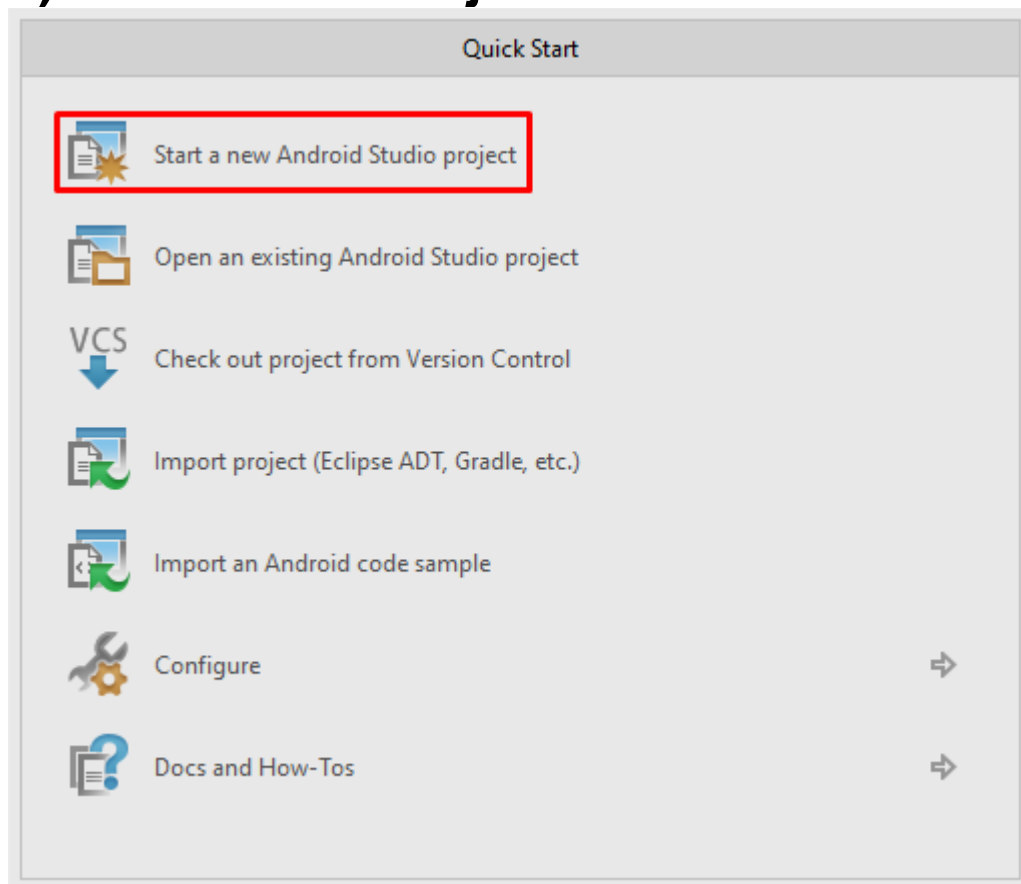 Quick Start
Start a new Android Studio project
Open an existing Android Studio project
VCS
Check out project from Version Control
Import project (Eclipse ADT, Gradle, etc.)
Import an Android code sample
Configure
Docs and How-Tos